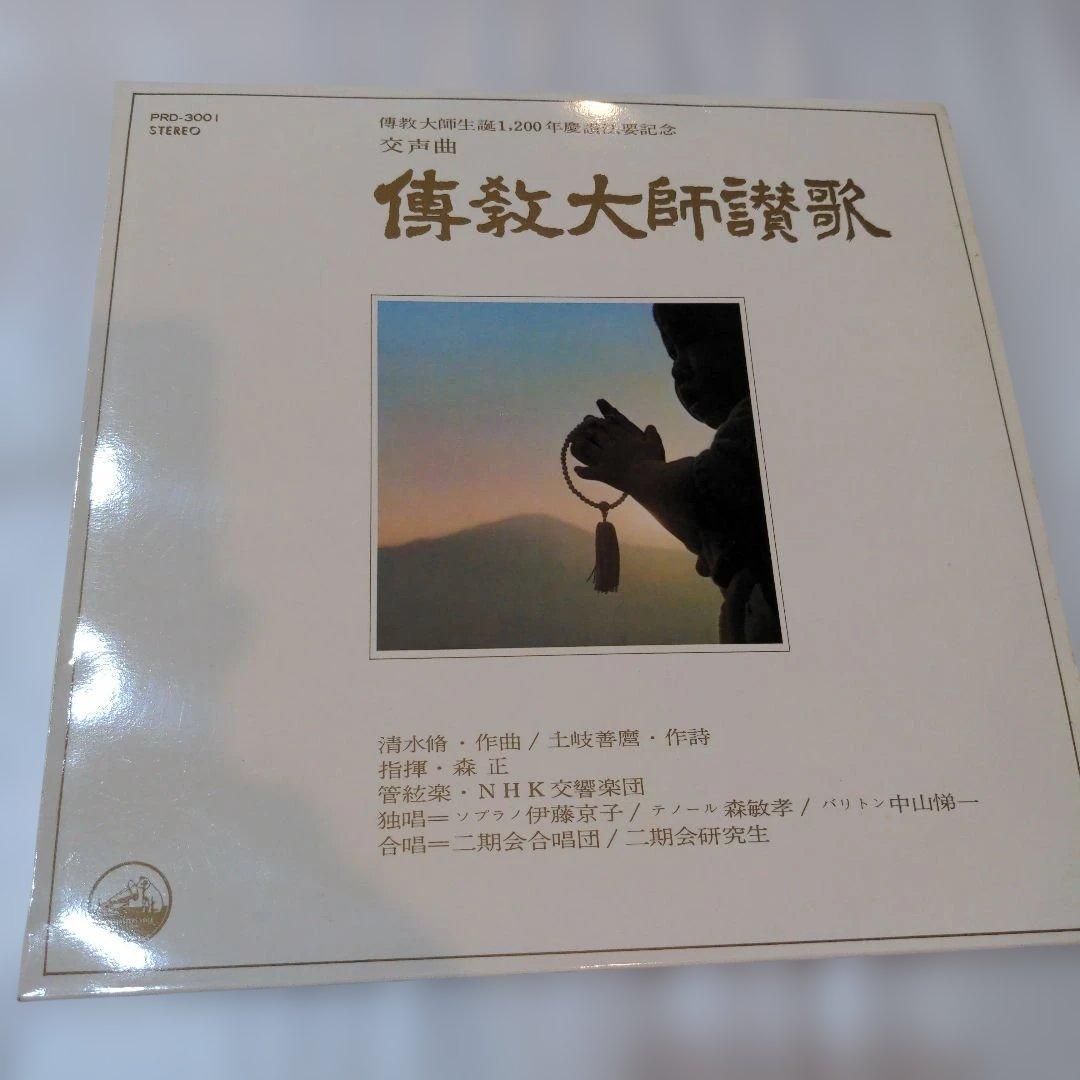 PRD-3001
STEREO
傳教大師生誕1,200年慶讃法要記念
交声曲
傳教大師讃歌
清水脩・作曲/土岐善麿・作詩
指揮・森 正
管絃楽・NHK交響楽団
独唱=ソプラノ伊藤京子/テノール森敏孝/バリトン中山悌一
合唱=二期会合唱団/二期会研究生